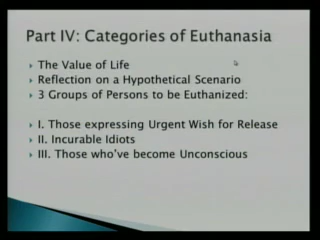 Part IV: Categories of Euthanasia
The Value of Life
Reflection on a Hypothetical Scenario
3 Groups of Persons to be Euthanized:
I. Those expressing Urgent Wish for Release
II. Incurable Idiots
III. Those who've become Unconscious